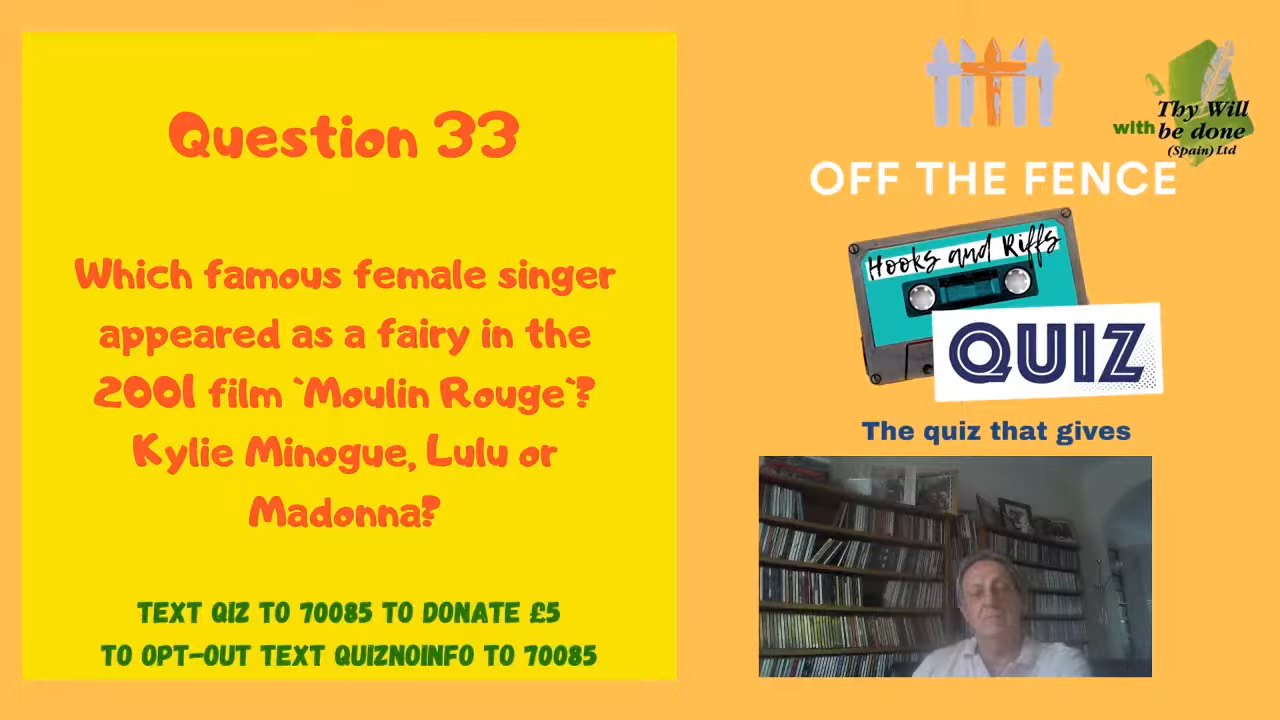 Question 33
Which famous female singer
appeared as a fairy in the
2001 film `Moulin Rouge`?
Kylie Minogue, Lulu or
Madonna?
TEXT QIZ TO 70085 TO DONATE £5
TO OPT-OUT TEXT QUIZNOINFO TO 70085
with Thy Will
be done
(Spain) Ltd
OFF THE FENCE
Hooks and Riffs
QUIZ
The quiz that gives